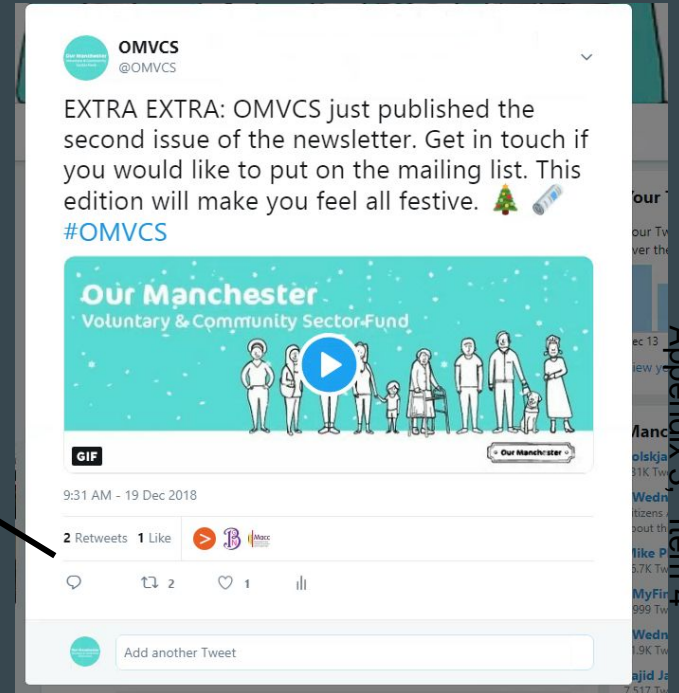 OMVCS
@OMVCS
EXTRA EXTRA: OMVCS just published the
second issue of the newsletter. Get in touch if
you would like to put on the mailing list. This
edition will make you feel all festive. 🎄 🗞
#OMVCS
Our Manchester
Voluntary & Community Sector Fund
GIF
Our Manchester
9:31 AM - 19 Dec 2018
2 Retweets 1 Like
Macc
2 1
Add another Tweet
Appendix 3, Item 4